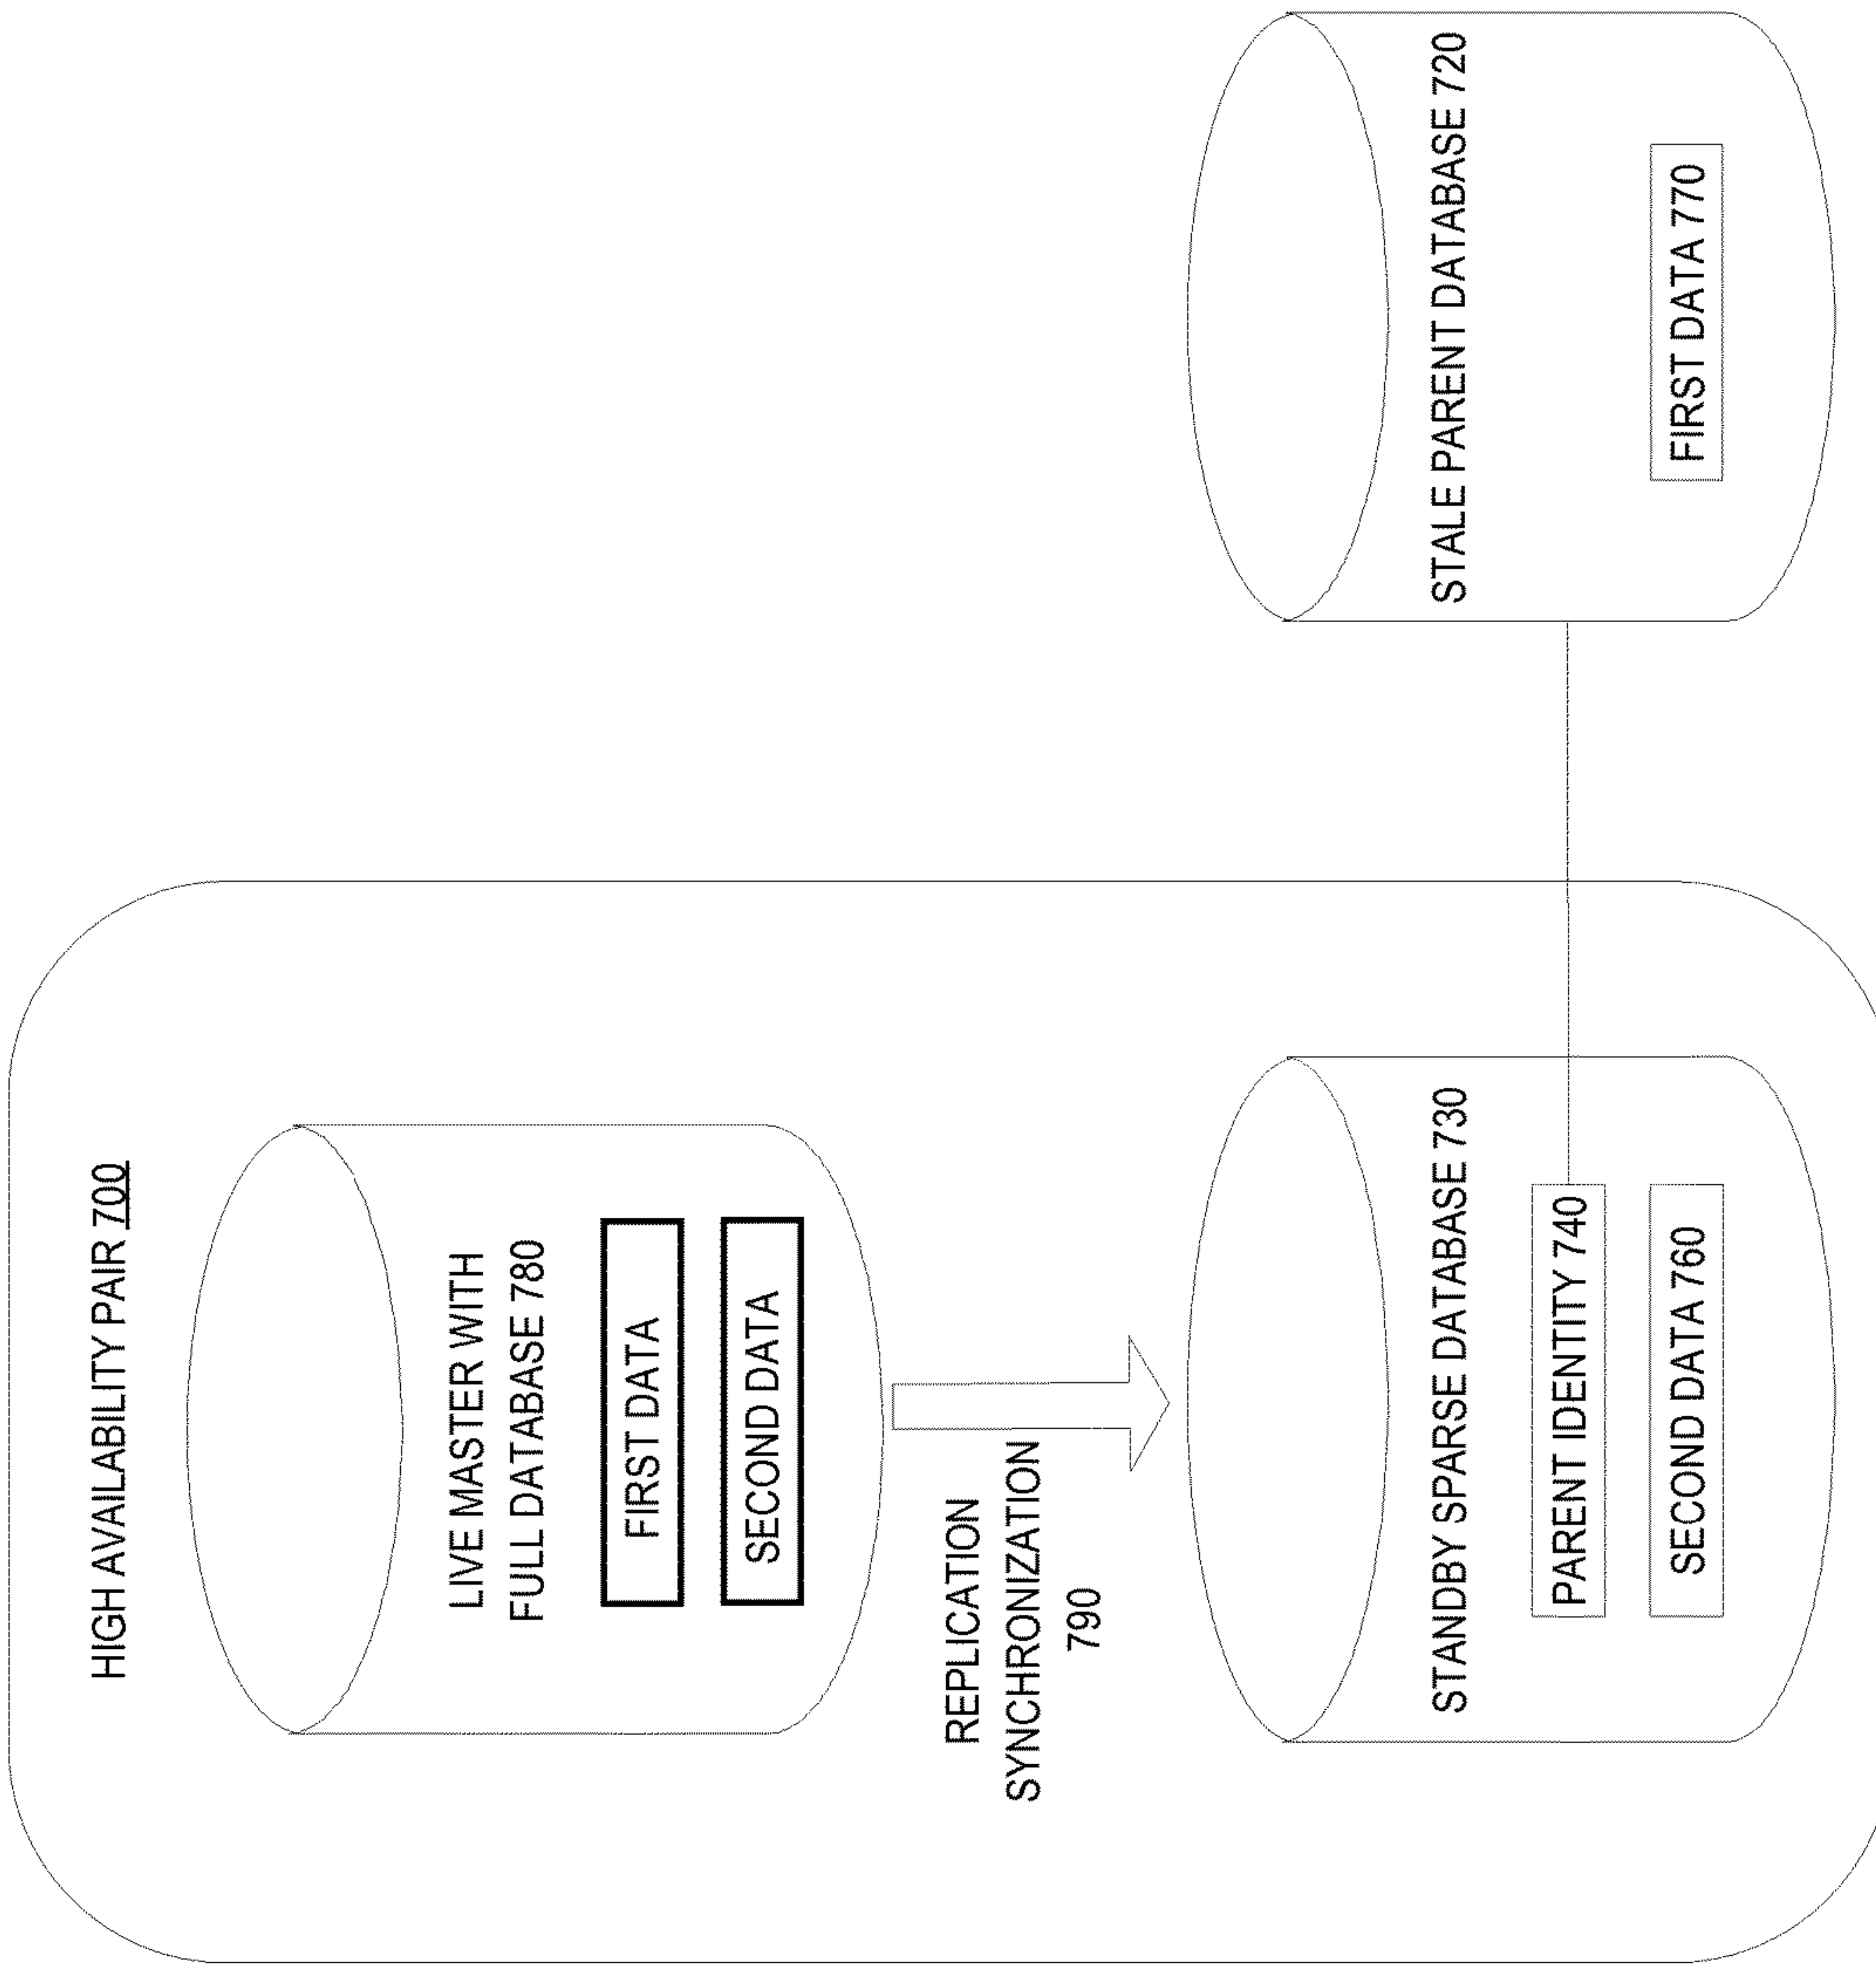 HIGH AVAILABILITY PAIR 700
LIVE MASTER WITH
FULL DATABASE 780
FIRST DATA
SECOND DATA
REPLICATION
SYNCHRONIZATION
790
STANDBY SPARSE DATABASE 730
PARENT IDENTITY 740
SECOND DATA 760
STALE PARENT DATABASE 720
FIRST DATA 770